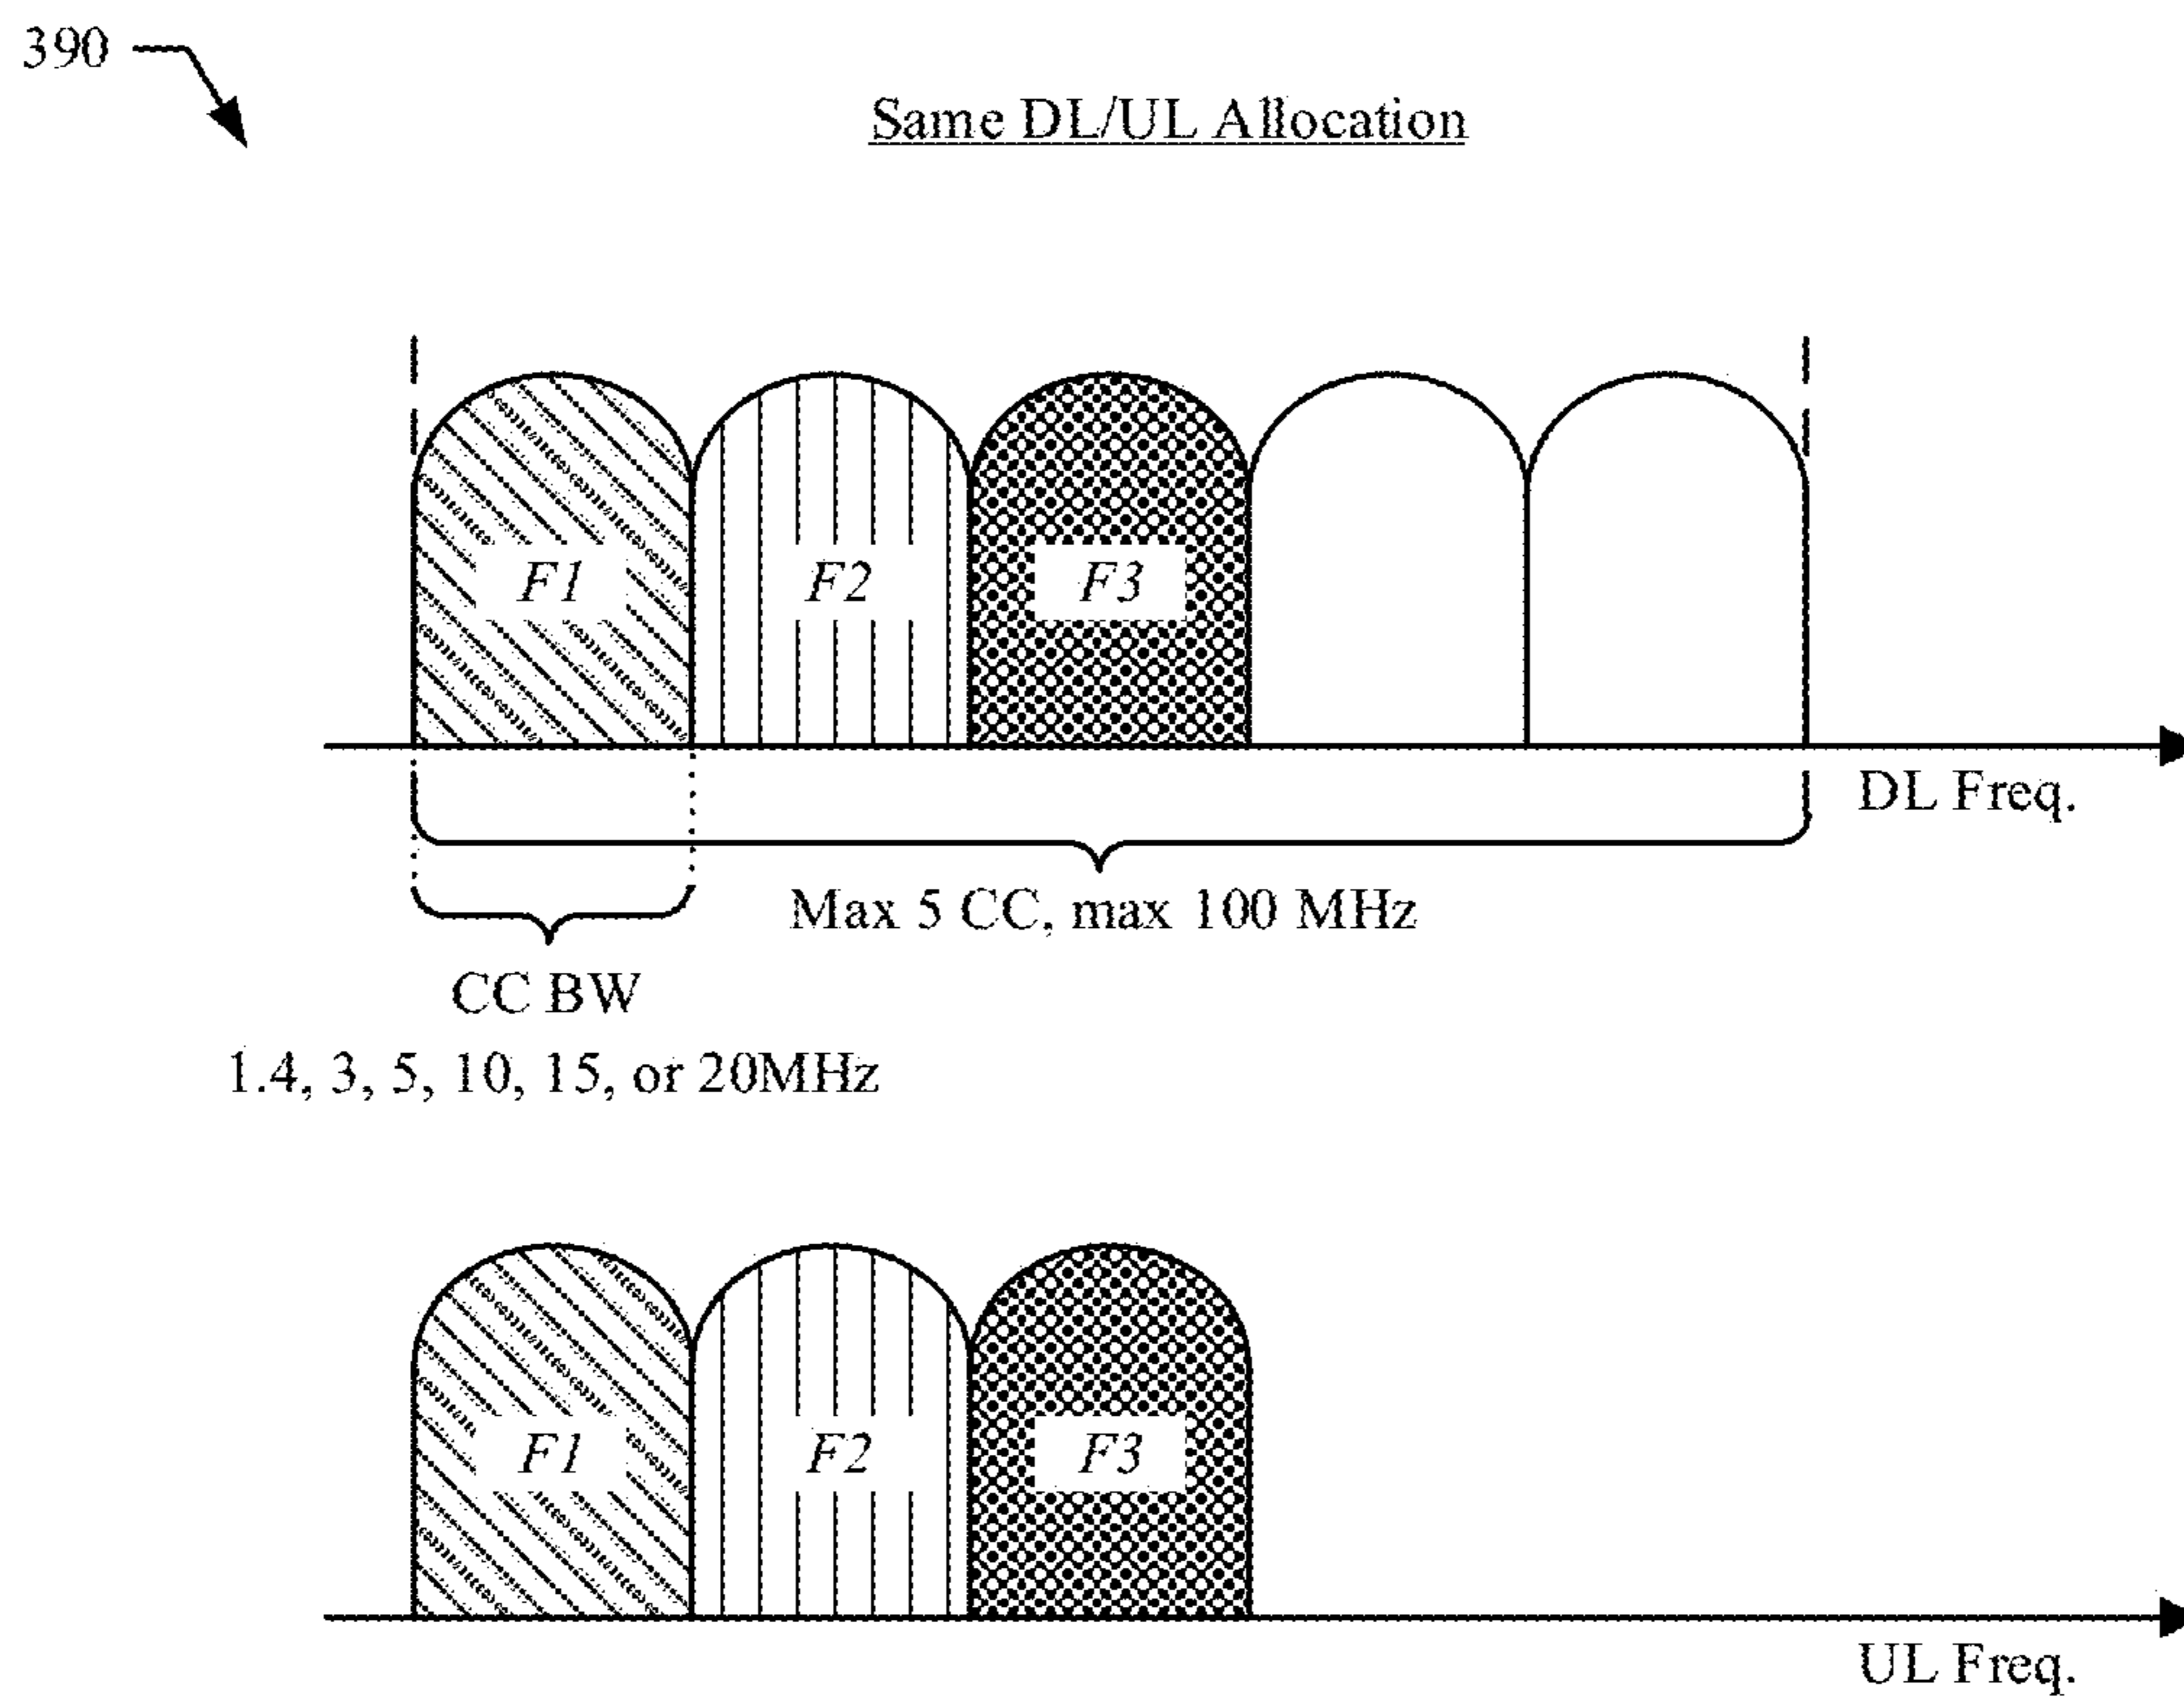 390
Same DL/UL Allocation
F1
F2
F3
DL Freq.
Max 5 CC, max 100 MHz
CC BW
1.4, 3, 5, 10, 15, or 20MHz
F1
F2
F3
UL Freq.